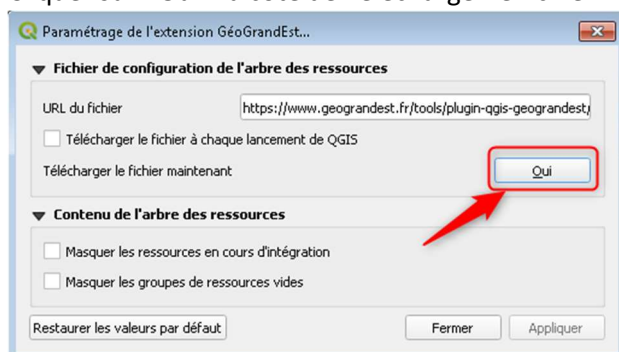 Paramétrage de l'extension GéoGrandEst...
Fichier de configuration de l'arbre des ressources
URL du fichier
https://www.geograndest.fr/tools/plugin-qgis-geograndest/
Télécharger le fichier à chaque lancement de QGIS
Télécharger le fichier maintenant
Oui
Contenu de l'arbre des ressources
Masquer les ressources en cours d'intégration
Masquer les groupes de ressources vides
Restaurer les valeurs par défaut
Fermer
Appliquer